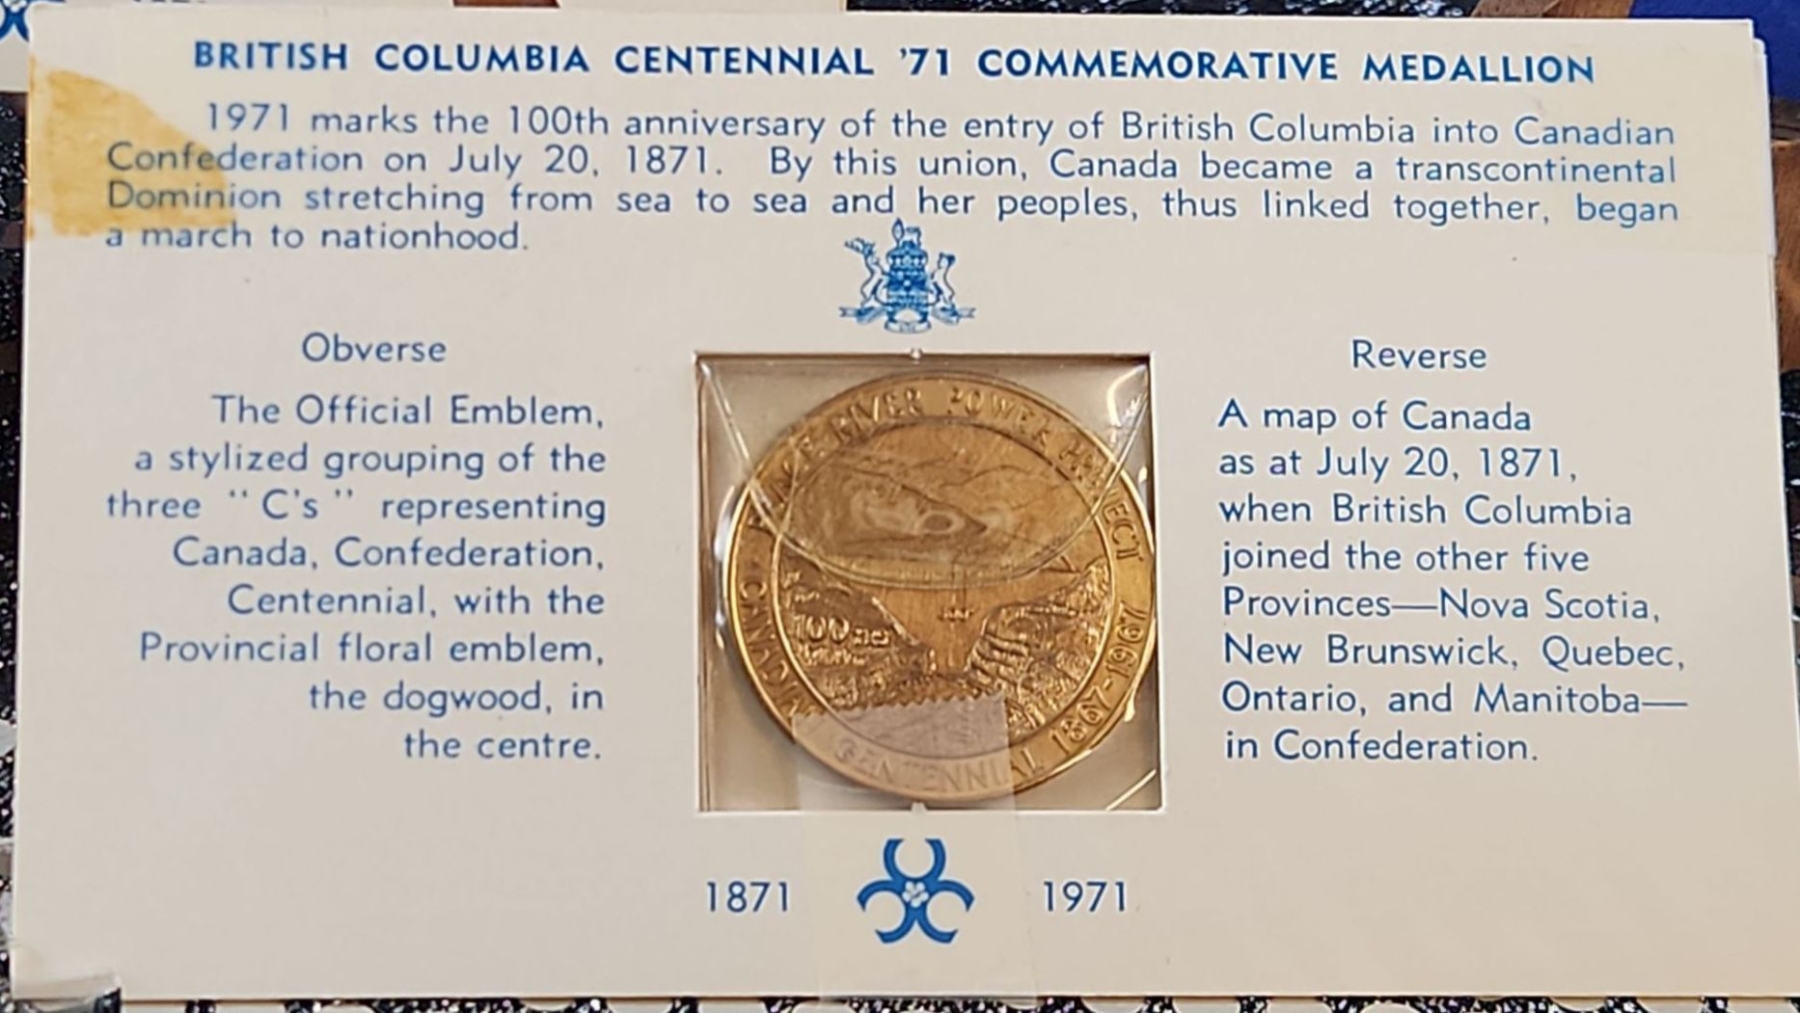 BRITISH COLUMBIA CENTENNIAL '71 COMMEMORATIVE MEDALLION
1971 marks the 100th anniversary of the entry of British Columbia into Canadian
Confederation on July 20, 1871. By this union, Canada became a transcontinental
Dominion stretching from sea to sea and her peoples, thus linked together, began
a march to nationhood.
Obverse
The Official Emblem,
a stylized grouping of the
three "C's" representing
Canada, Confederation,
Centennial, with the
Provincial floral emblem,
the dogwood, in
the centre.
PEACE RIVER POWER PROJECT
CANADIAN CENTENNIAL 1867-1967
100
Reverse
A map of Canada
as at July 20, 1871,
when British Columbia
joined the other five
Provinces—Nova Scotia,
New Brunswick, Quebec,
Ontario, and Manitoba—
in Confederation.
1871 1971